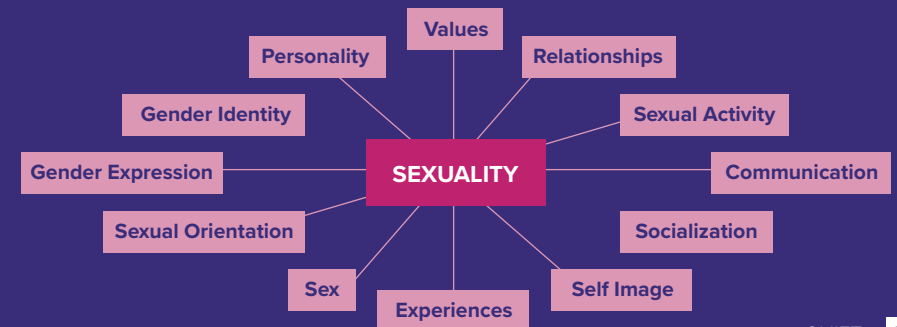 Values
Personality
Relationships
Gender Identity
Sexual Activity
Gender Expression
SEXUALITY
Communication
Sexual Orientation
Socialization
Sex
Self Image
Experiences